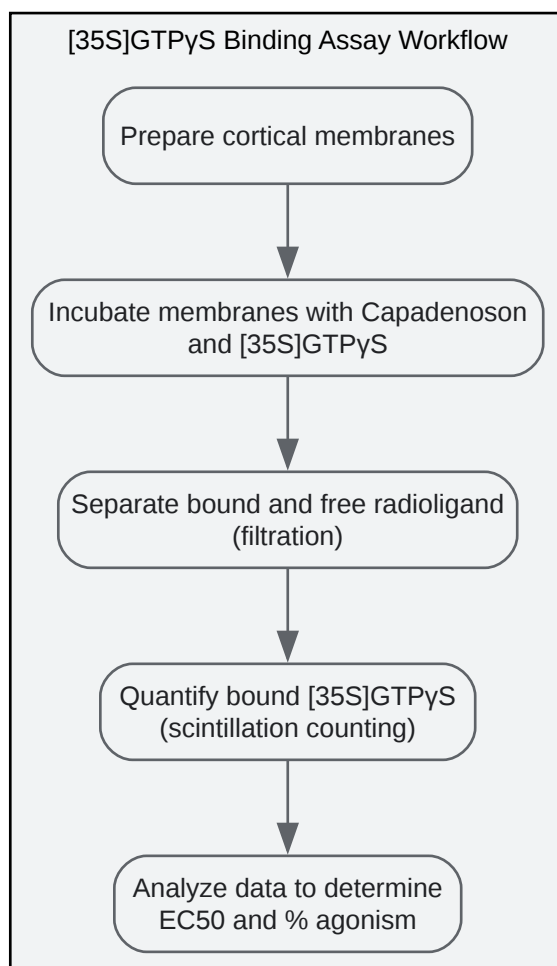 [35S]GTPγS Binding Assay Workflow
Prepare cortical membranes
Incubate membranes with Capadenoson
and [35S]GTPγS
Separate bound and free radioligand
(filtration)
Quantify bound [35S]GTPγS
(scintillation counting)
Analyze data to determine
EC50 and % agonism